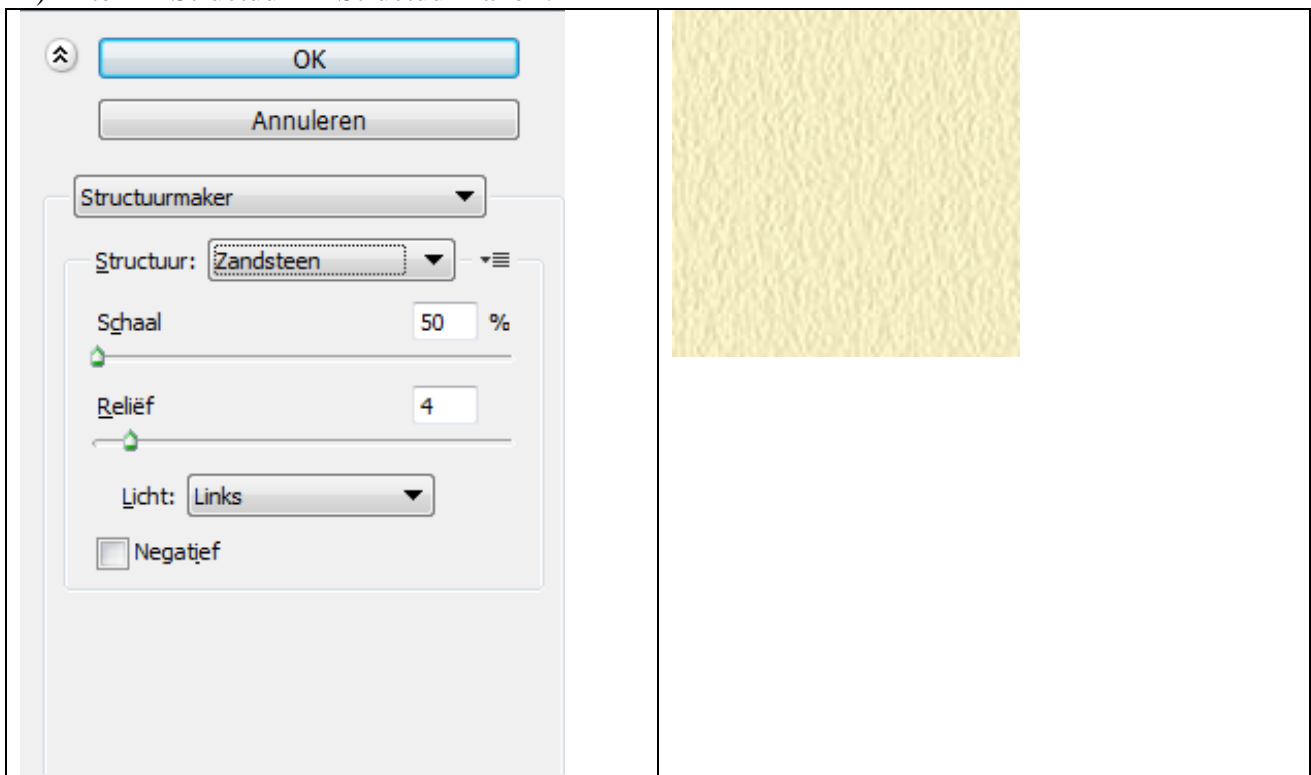 OK
Annuleren
Structuurmaker
Structuur: Zandsteen
Schaal 50 %
Reliëf 4
Licht: Links
Negatief